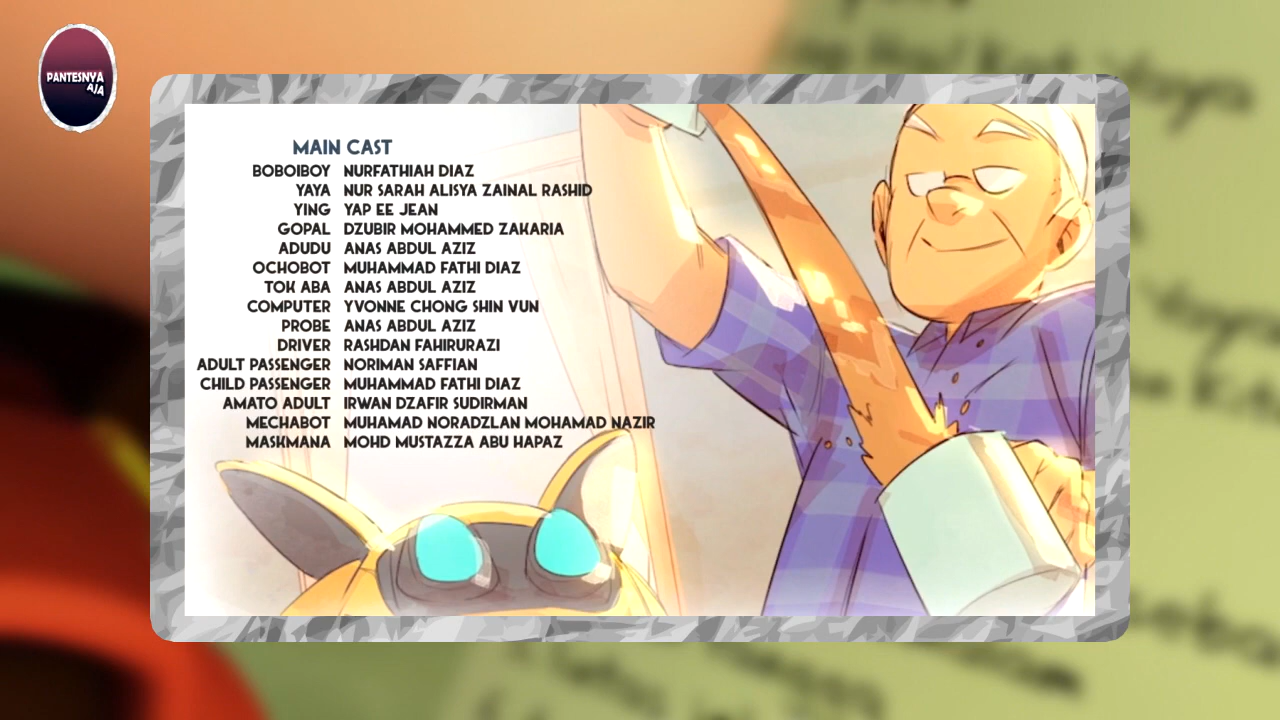 PANTESNYA
AJA
MAIN CAST
BOBOIBOY NURFATHIAH DIAZ
YAYA NUR SARAH ALISYA ZAINAL RASHID
YING YAP EE JEAN
GOPAL DZUBIR MOHAMMED ZAKARIA
ADUDU ANAS ABDUL AZIZ
OCHOBOT MUHAMMAD FATHI DIAZ
TOK ABA ANAS ABDUL AZIZ
COMPUTER YVONNE CHONG SHIN VUN
PROBE ANAS ABDUL AZIZ
DRIVER RASHDAN FAHIRURAZI
ADULT PASSENGER NORIMAN SAFFIAN
CHILD PASSENGER MUHAMMAD FATHI DIAZ
AMATO ADULT IRWAN DZAFIR SUDIRMAN
MECHABOT MUHAMAD NORADZLAN MOHAMAD NAZIR
MASKMANA MOHD MUSTAZZA ABU HAPAZ